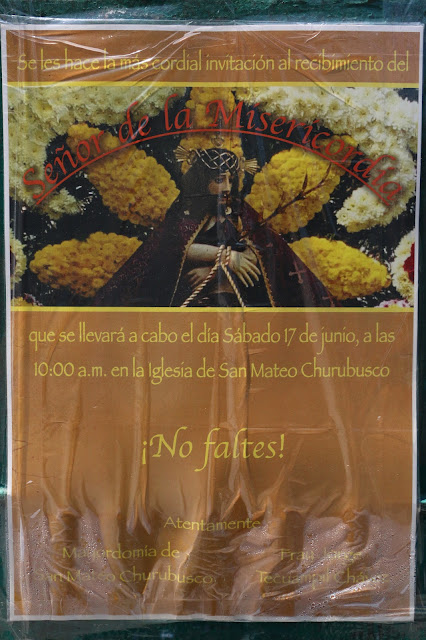 Se les hace la más cordial invitación al recibimiento del
Señor de la Misericordia
que se llevará a cabo el día Sábado 17 de junio, a las
10:00 a.m. en la Iglesia de San Mateo Churubusco
¡No faltes!
Atentamente
de
Mateo Churubusco
Fray